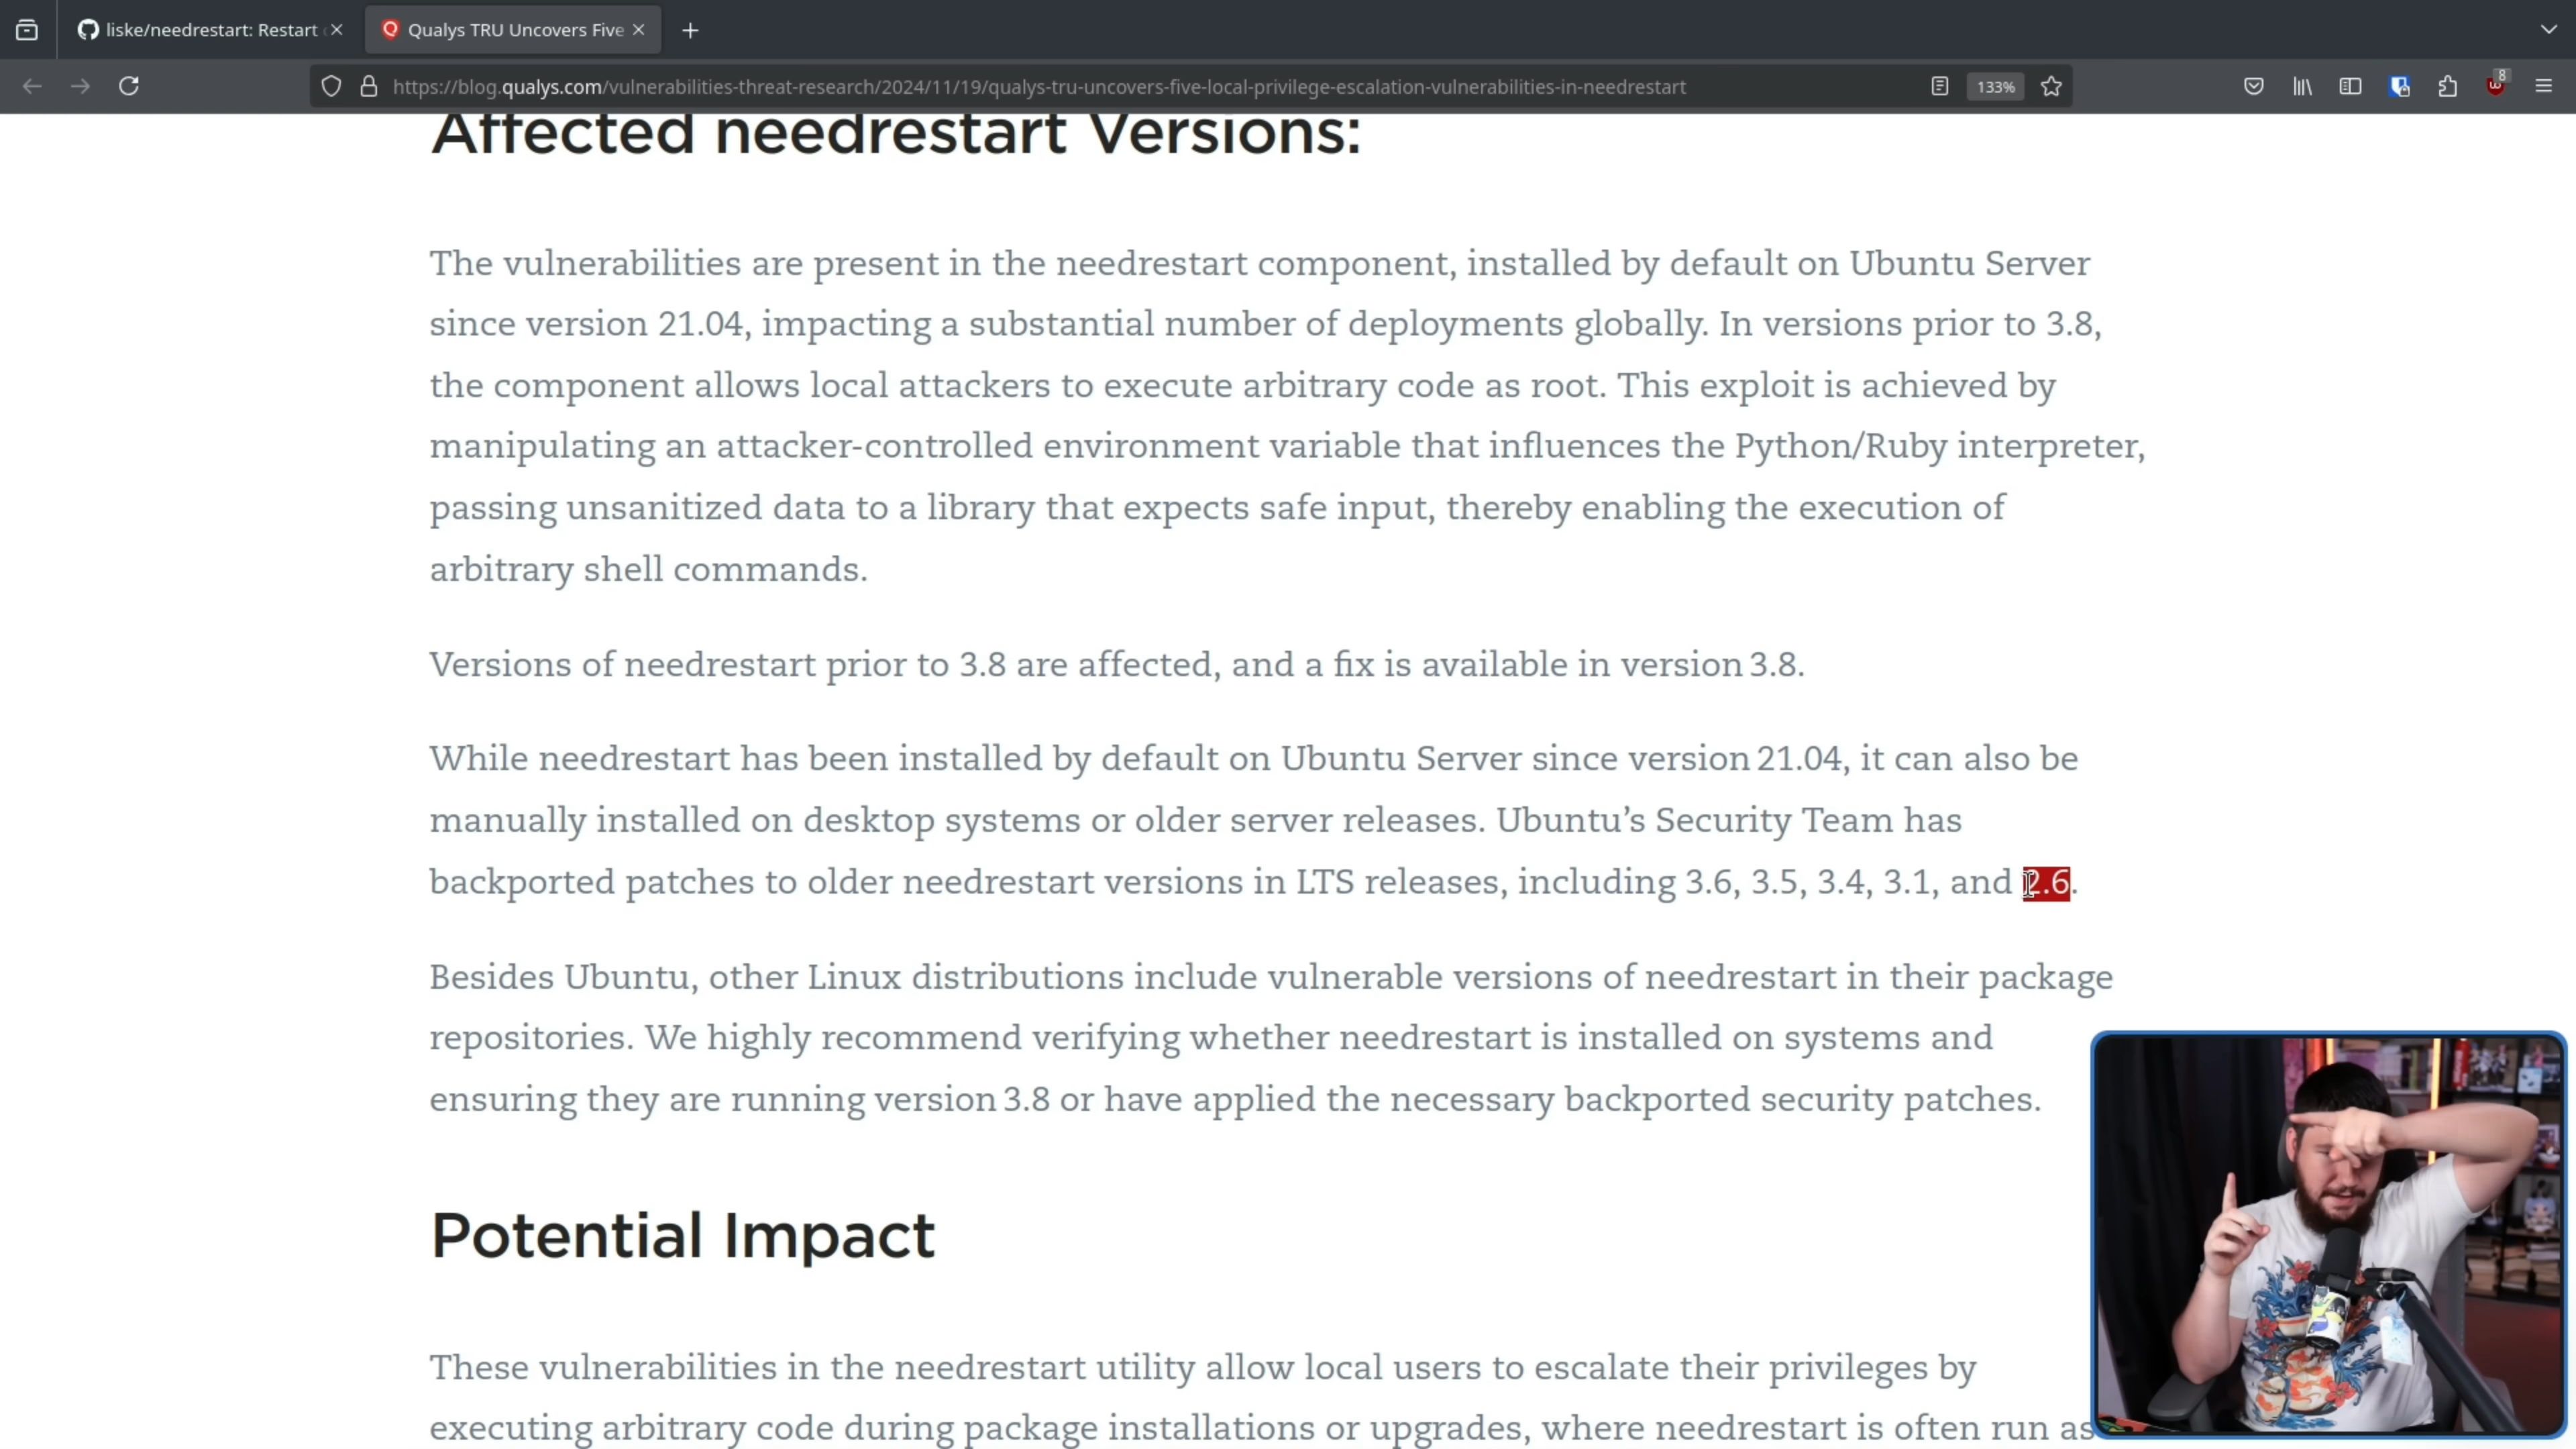 liske/needrestart: Restart
Qualys TRU Uncovers Five
https://blog.qualys.com/vulnerabilities-threat-research/2024/11/19/qualys-tru-uncovers-five-local-privilege-escalation-vulnerabilities-in-needrestart
133%
8
Affected needrestart Versions:
The vulnerabilities are present in the needrestart component, installed by default on Ubuntu Server
since version 21.04, impacting a substantial number of deployments globally. In versions prior to 3.8,
the component allows local attackers to execute arbitrary code as root. This exploit is achieved by
manipulating an attacker-controlled environment variable that influences the Python/Ruby interpreter,
passing unsanitized data to a library that expects safe input, thereby enabling the execution of
arbitrary shell commands.
Versions of needrestart prior to 3.8 are affected, and a fix is available in version 3.8.
While needrestart has been installed by default on Ubuntu Server since version 21.04, it can also be
manually installed on desktop systems or older server releases. Ubuntu’s Security Team has
backported patches to older needrestart versions in LTS releases, including 3.6, 3.5, 3.4, 3.1, and 2.6.
Besides Ubuntu, other Linux distributions include vulnerable versions of needrestart in their package
repositories. We highly recommend verifying whether needrestart is installed on systems and
ensuring they are running version 3.8 or have applied the necessary backported security patches.
Potential Impact
These vulnerabilities in the needrestart utility allow local users to escalate their privileges by
executing arbitrary code during package installations or upgrades, where needrestart is often run as